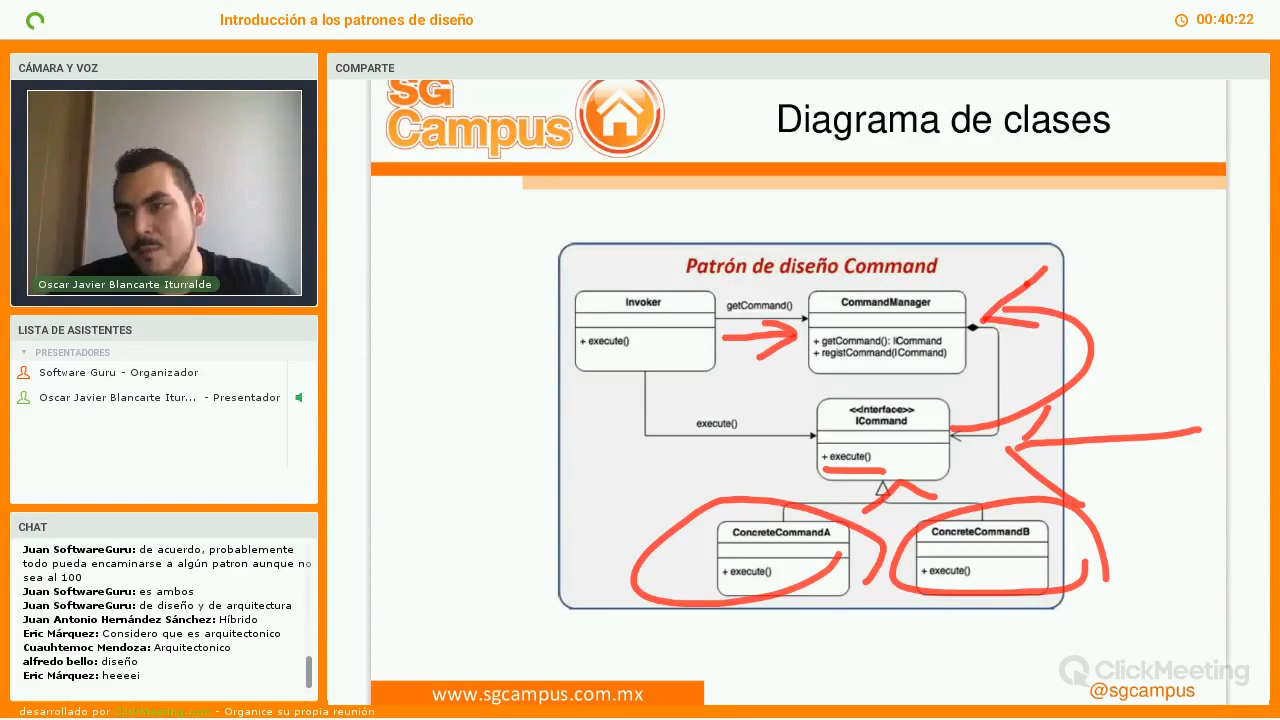 Introducción a los patrones de diseño
00:40:22
CÁMARA Y VOZ
Oscar Javier Blancarte Iturralde
LISTA DE ASISTENTES
PRESENTADORES
Software Guru - Organizador
Oscar Javier Blancarte Itur... - Presentador
CHAT
Juan SoftwareGuru: de acuerdo, probablemente
todo pueda encaminarse a algún patron aunque no
sea al 100
Juan SoftwareGuru: es ambos
Juan SoftwareGuru: de diseño y de arquitectura
Juan Antonio Hernández Sánchez: Híbrido
Eric Márquez: Considero que es arquitectonico
Cuauhtemoc Mendoza: Arquitectonico
alfredo bello: diseño
Eric Márquez: heeeei
desarrollado por ClickMeeting.com - Organice su propia reunión
COMPARTE
SG
Campus
Diagrama de clases
Patrón de diseño Command
Invoker
+ execute()
getCommand()
CommandManager
+ getCommand(): ICommand
+ registCommand(ICommand)
execute()
<<Interface>>
ICommand
+ execute()
ConcreteCommandA
+ execute()
ConcreteCommandB
+ execute()
www.sgcampus.com.mx
ClickMeeting
@sgcampus